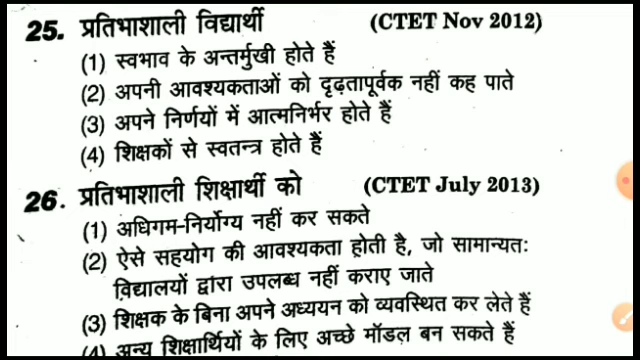 25. प्रतिभाशाली विद्यार्थी (CTET Nov 2012)
(1) स्वभाव के अन्तर्मुखी होते हैं
(2) अपनी आवश्यकताओं को दृढ़तापूर्वक नहीं कह पाते
(3) अपने निर्णयों में आत्मनिर्भर होते हैं
(4) शिक्षकों से स्वतन्त्र होते हैं
26. प्रतिभाशाली शिक्षार्थी को (CTET July 2013)
(1) अधिगम-निर्योग्य नहीं कर सकते
(2) ऐसे सहयोग की आवश्यकता होती है, जो सामान्यतः
विद्यालयों द्वारा उपलब्ध नहीं कराए जाते
(3) शिक्षक के बिना अपने अध्ययन को व्यवस्थित कर लेते हैं
(4) अन्य शिक्षार्थियों के लिए अच्छे मॉडल बन सकते हैं